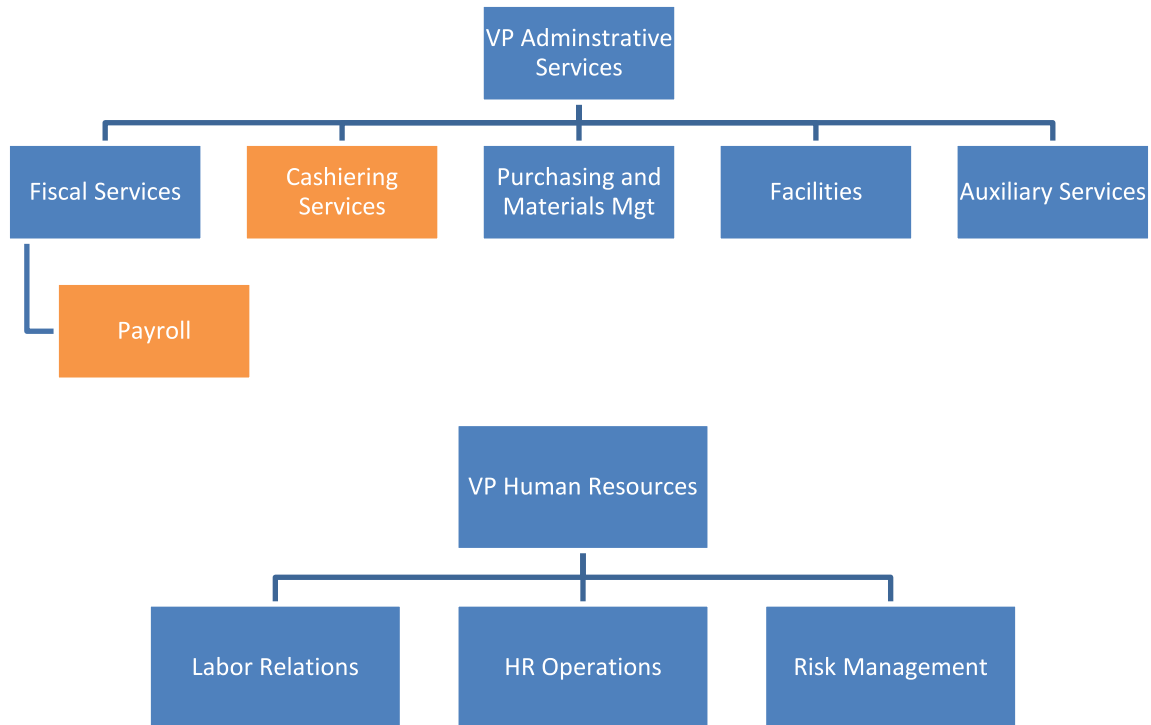 VP Adminstrative
Services
Fiscal Services
Cashiering
Services
Purchasing and
Materials Mgt
Facilities
Auxiliary Services
Payroll
VP Human Resources
Labor Relations
HR Operations
Risk Management